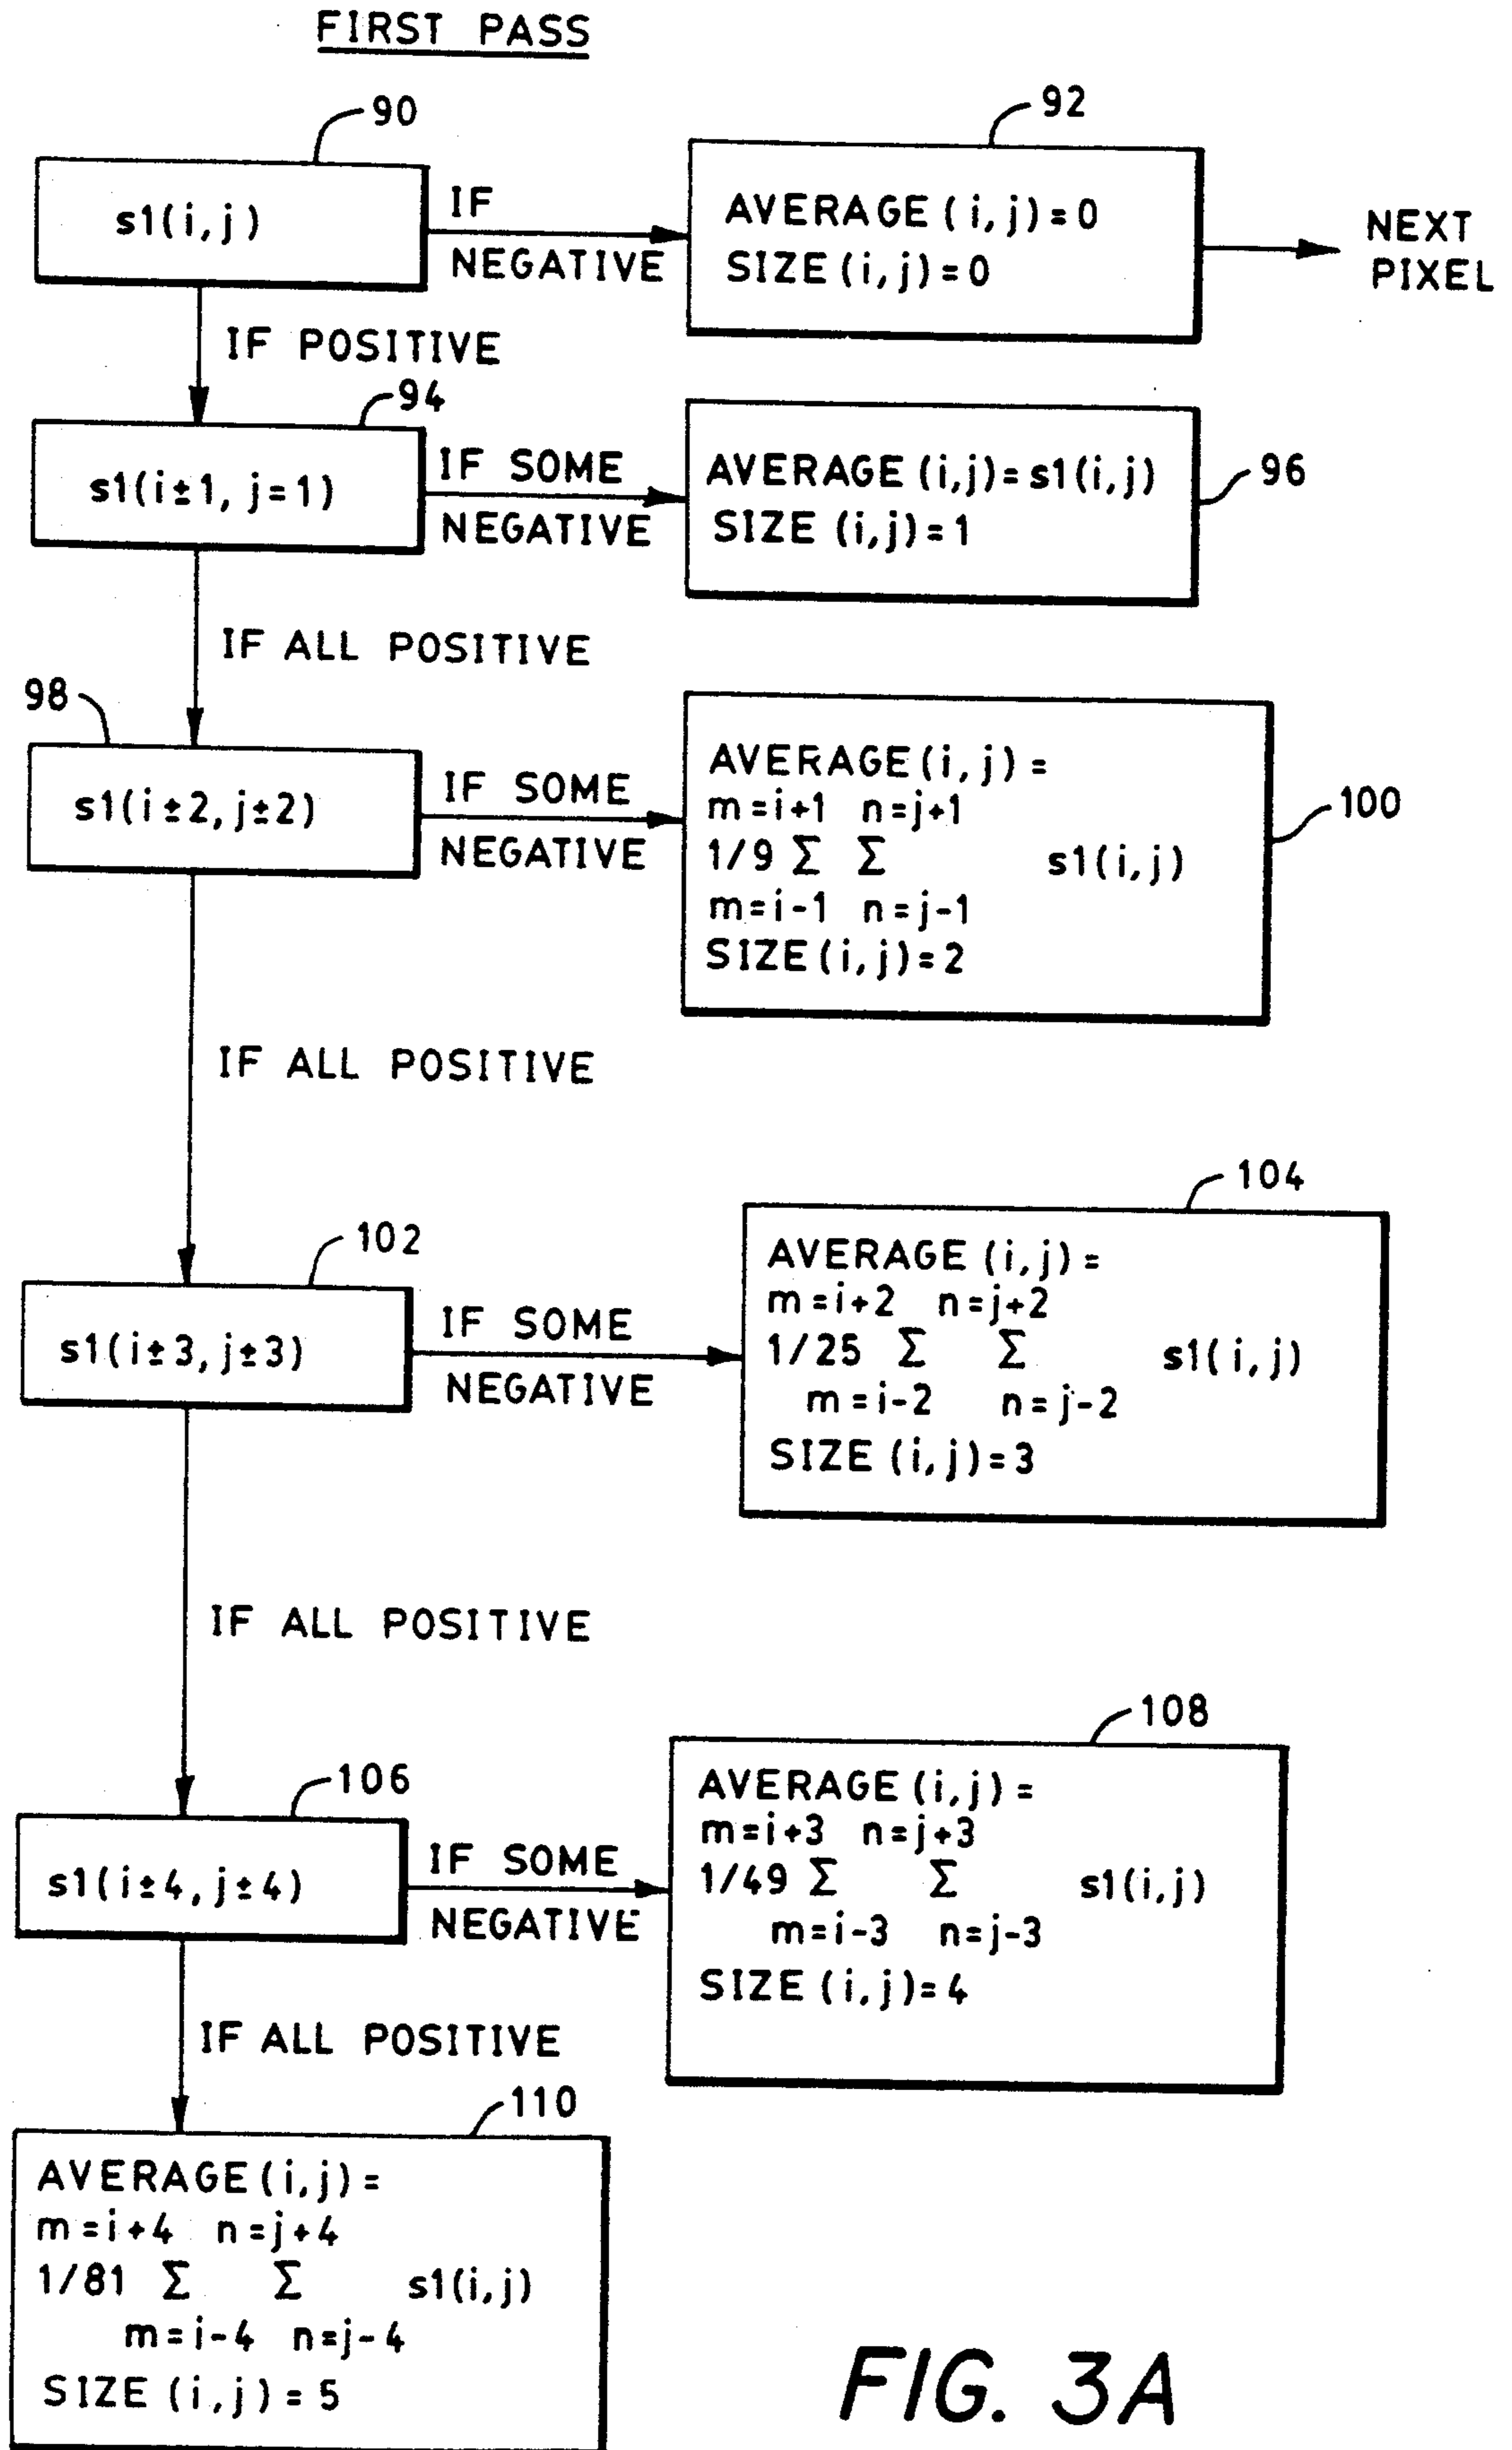 FIRST PASS
90
s1(i,j)
IF
NEGATIVE
92
AVERAGE (i,j)=0
SIZE (i,j)=0
NEXT
PIXEL
IF POSITIVE
94
s1(i±1, j=1)
IF SOME
NEGATIVE
AVERAGE (i,j)=s1(i,j)
SIZE (i,j)=1
96
IF ALL POSITIVE
98
s1(i±2,j±2)
IF SOME
NEGATIVE
AVERAGE(i,j)=
m=i+1 n=j+1
1/9 Σ Σ s1(i,j)
m=i-1 n=j-1
SIZE(i,j)=2
100
IF ALL POSITIVE
102
s1(i±3,j±3)
IF SOME
NEGATIVE
104
AVERAGE (i,j)=
m=i+2 n=j+2
1/25 Σ Σ s1(i,j)
m=i-2 n=j-2
SIZE (i,j)=3
IF ALL POSITIVE
106
s1(i±4,j±4)
IF SOME
NEGATIVE
108
AVERAGE(i,j)=
m=i+3 n=j+3
1/49 Σ Σ s1(i,j)
m=i-3 n=j-3
SIZE (i,j)=4
IF ALL POSITIVE
110
AVERAGE(i,j)=
m=i+4 n=j+4
1/81 Σ Σ s1(i,j)
m=i-4 n=j-4
SIZE (i,j)=5
FIG. 3A